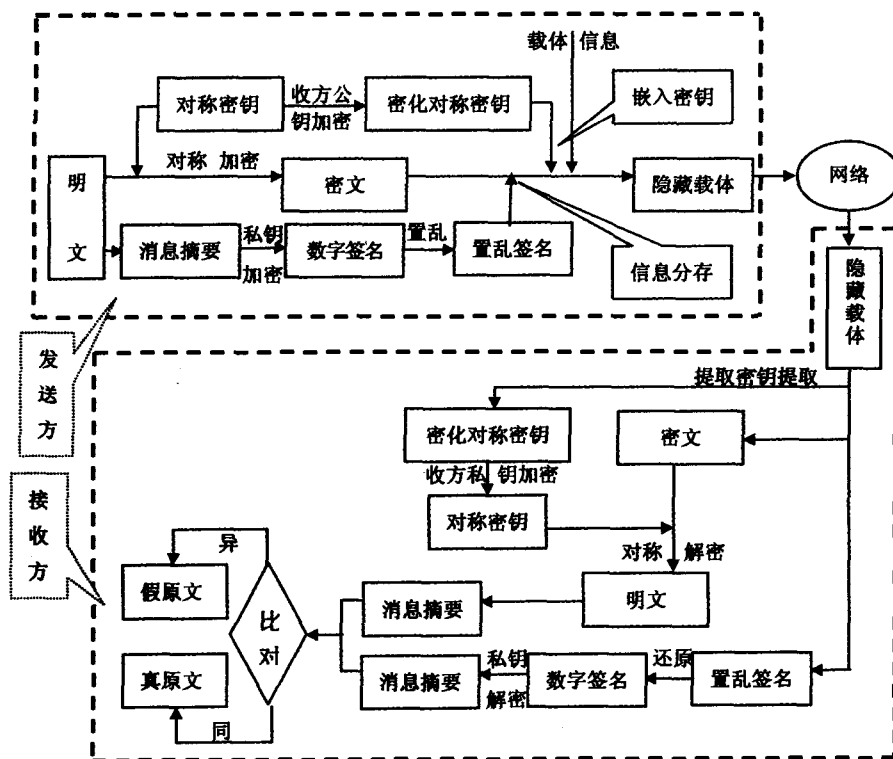 载体 信息
对称密钥
收方公
钥加密
密化对称密钥
嵌入密钥
明
文
对称 加密
密文
隐藏载体
网络
消息摘要
私钥
加密
数字签名
置乱
置乱签名
信息分存
隐
藏
载
体
发
送
方
提取密钥提取
密化对称密钥
密文
收方私 钥加密
对称密钥
对称 解密
接
收
方
异
假原文
比
对
消息摘要
明文
真原文
同
消息摘要
私钥
解密
数字签名
还原
置乱签名